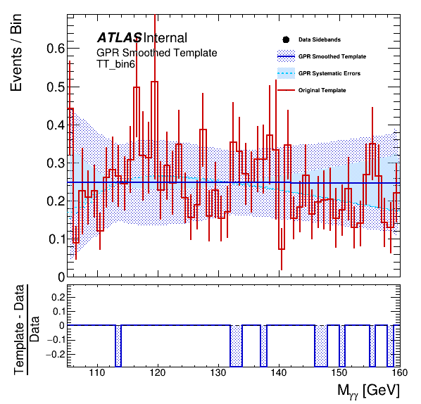 Events / Bin
0.6
0.5
0.4
0.3
0.2
0.1
0
ATLAS Internal
GPR Smoothed Template
TT_bin6
Data Sidebands
GPR Smoothed Template
GPR Systematic Errors
Original Template
Template - Data
Data
0.2
0.1
0
−0.1
−0.2
110 120 130 140 150 160
Mγγ [GeV]